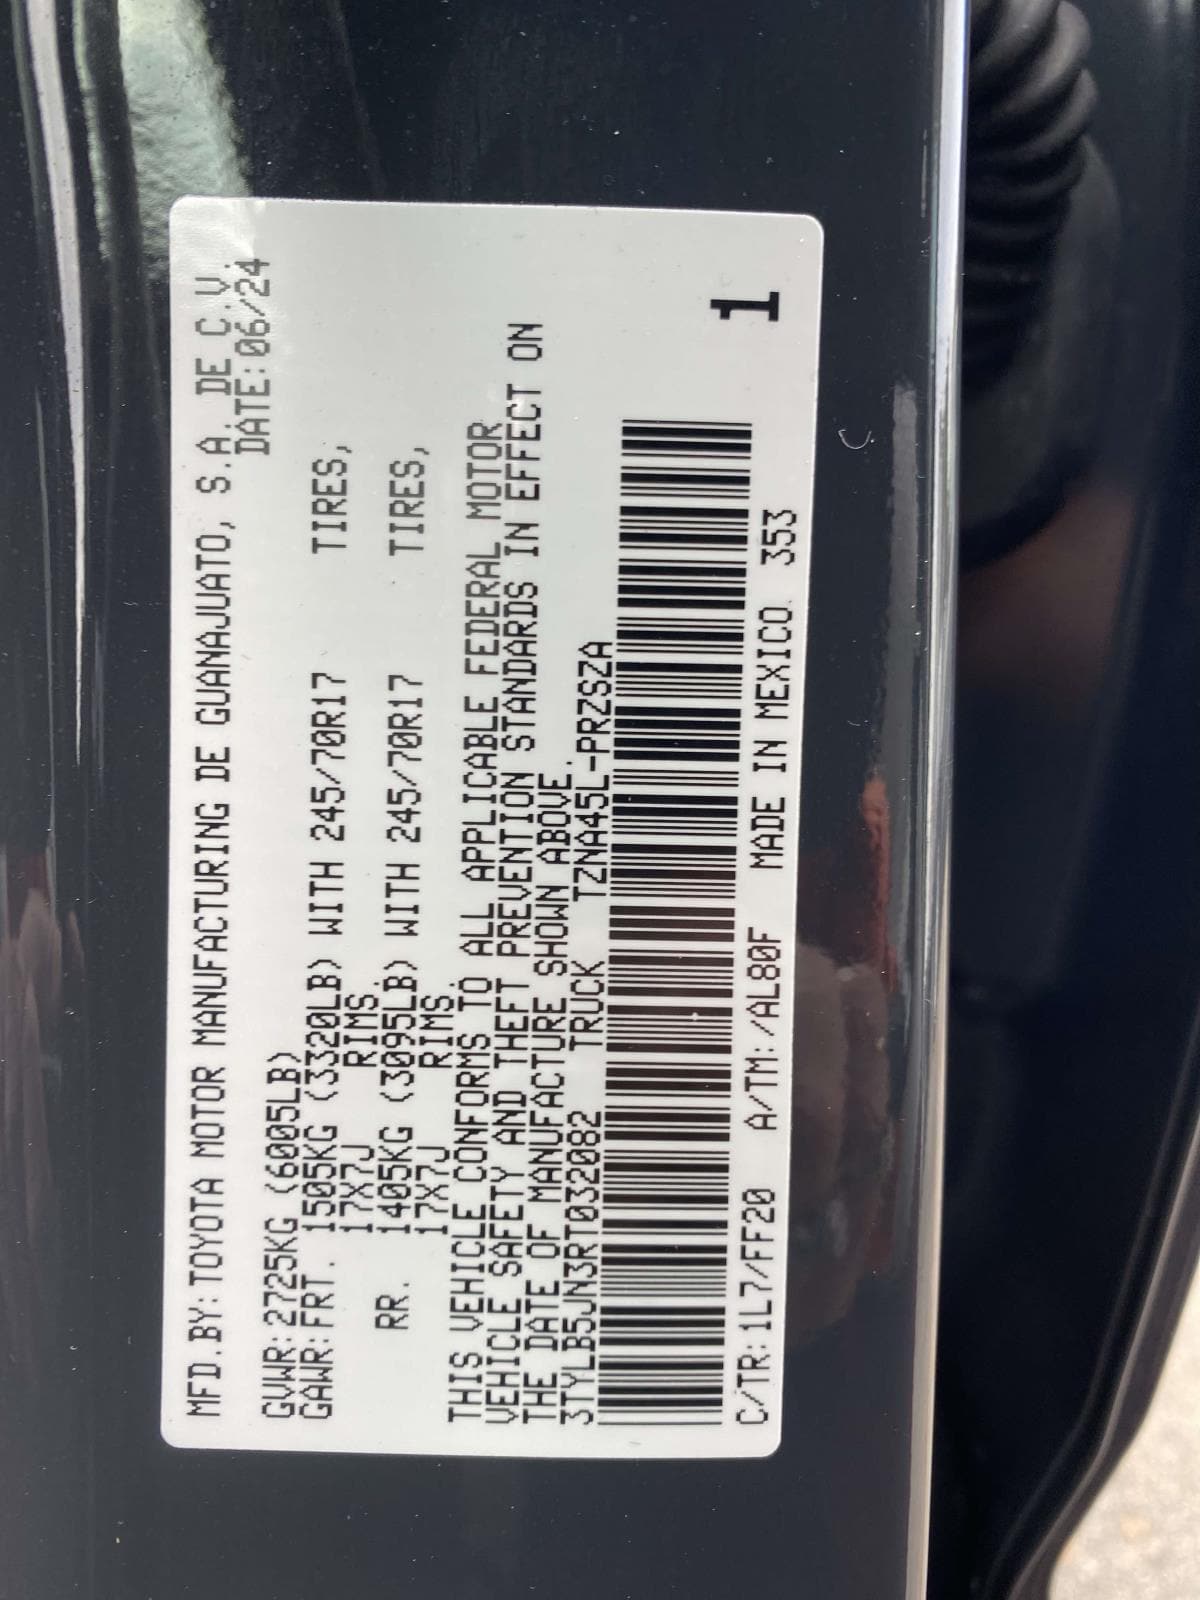 MFD.BY:TOYOTA MOTOR MANUFACTURING DE GUANAJUATO, S.A. DE C.V.
DATE:06/24
GVWR:2725KG (6005LB)
GAWR:FRT. 1505KG (3320LB) WITH 245/70R17 TIRES,
17X7J RIMS.
RR. 1405KG (3095LB) WITH 245/70R17 TIRES,
17X7J RIMS.
THIS VEHICLE CONFORMS TO ALL APPLICABLE FEDERAL MOTOR
VEHICLE SAFETY AND THEFT PREVENTION STANDARDS IN EFFECT ON
THE DATE OF MANUFACTURE SHOWN ABOVE.
3TYLB5JN3RT032082 TRUCK TZNA45L-PRZSZA
1
C/TR:1L7/FF20 A/TM:/AL80F MADE IN MEXICO 353